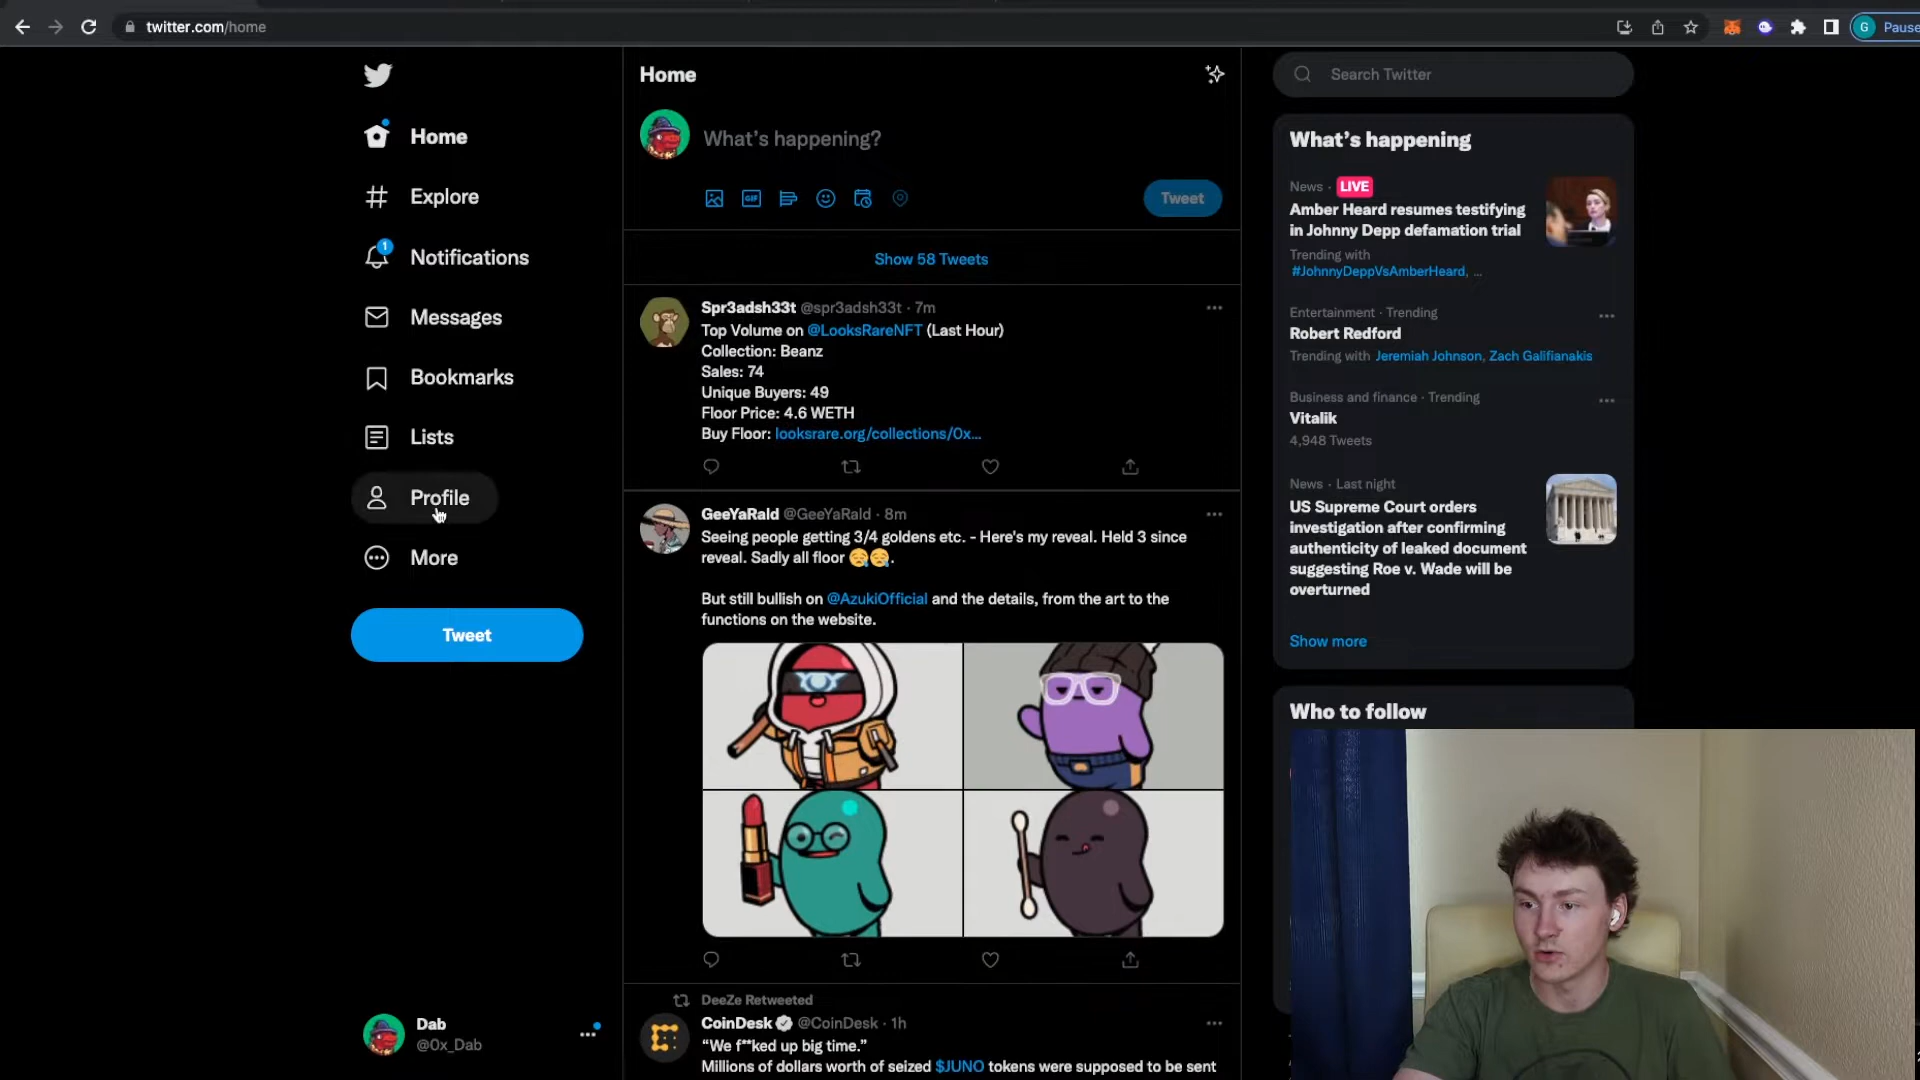 twitter.com/home
G
Pause
Home
Explore
1
Notifications
Messages
Bookmarks
Lists
Profile
More
Tweet
Dab
@0x_Dab
Home
What's happening?
GIF
Tweet
Show 58 Tweets
Spr3adsh33t @spr3adsh33t · 7m
Top Volume on @LooksRareNFT (Last Hour)
Collection: Beanz
Sales: 74
Unique Buyers: 49
Floor Price: 4.6 WETH
Buy Floor: looksrare.org/collections/0x...
GeeYaRald @GeeYaRald · 8m
Seeing people getting 3/4 goldens etc. - Here's my reveal. Held 3 since
reveal. Sadly all floor 😪😪.
But still bullish on @AzukiOfficial and the details, from the art to the
functions on the website.
DeeZe Retweeted
CoinDesk @CoinDesk · 1h
“We f**ked up big time.”
Millions of dollars worth of seized $JUNO tokens were supposed to be sent
Search Twitter
What's happening
News · LIVE
Amber Heard resumes testifying
in Johnny Depp defamation trial
Trending with
#JohnnyDeppVsAmberHeard, ...
Entertainment · Trending
Robert Redford
Trending with Jeremiah Johnson, Zach Galifianakis
Business and finance · Trending
Vitalik
4,948 Tweets
News · Last night
US Supreme Court orders
investigation after confirming
authenticity of leaked document
suggesting Roe v. Wade will be
overturned
Show more
Who to follow